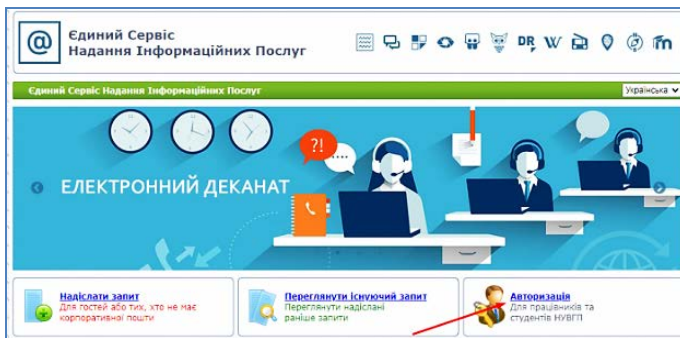 @
Єдиний Сервіс
Надання Інформаційних Послуг
DR
W
m
Єдиний Сервіс Надання Інформаційних Послуг
Українська
?!
ЕЛЕКТРОННИЙ ДЕКАНАТ
Надіслати запит
Для гостей або тих, хто не має
корпоративної пошти
Переглянути існуючий запит
Переглянути надіслані
раніше запити
Авторизація
Для працівників та
студентів НУВГП